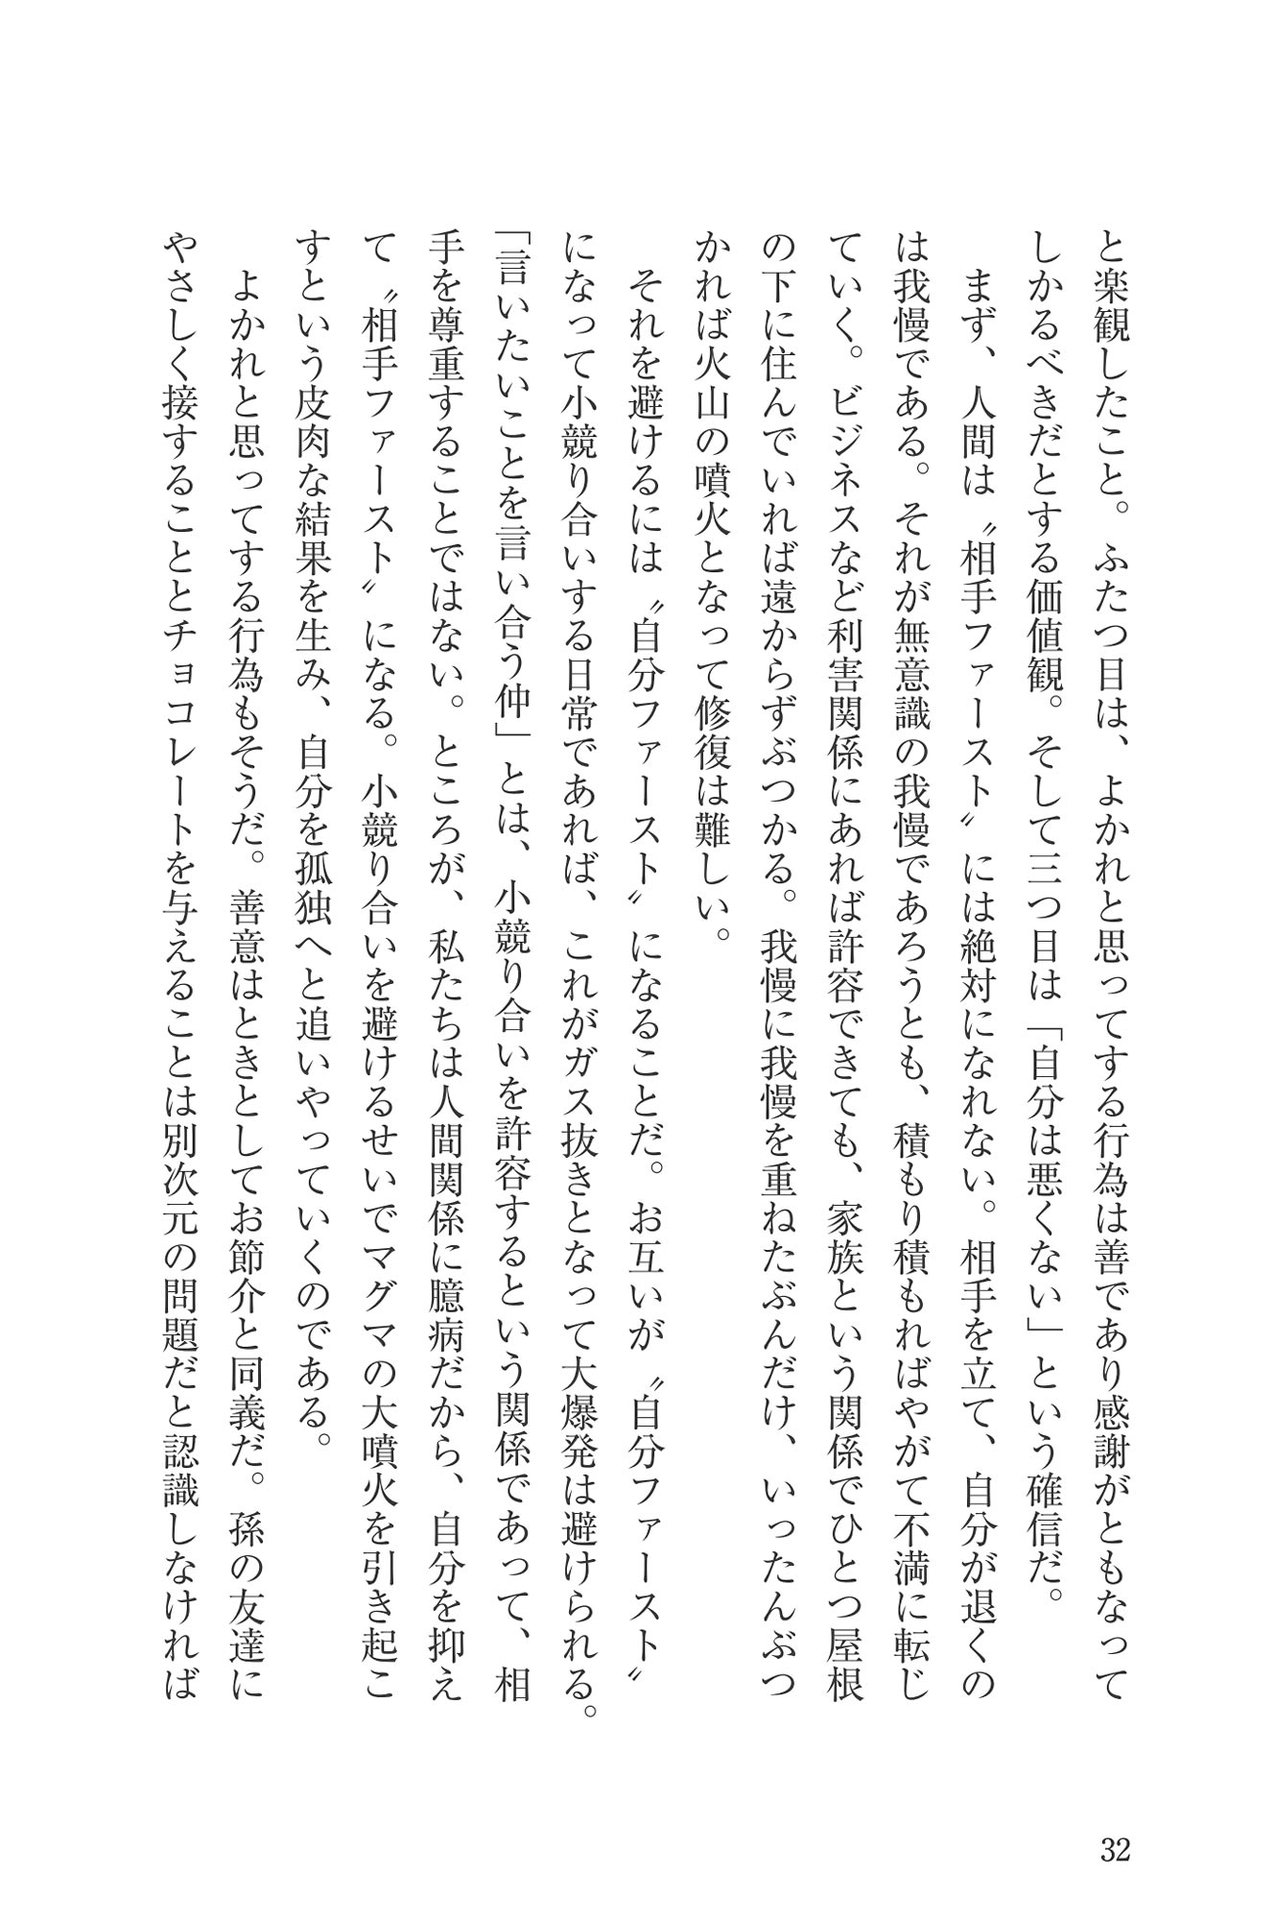 と楽観したこと。ふたつ目は、よかれと思ってする行為は善であり感謝がともなって
しかるべきだとする価値観。そして三つ目は「自分は悪くない」という確信だ。
　まず、人間は〝相手ファースト〟には絶対になれない。相手を立て、自分が退くの
は我慢である。それが無意識の我慢であろうとも、積もり積もればやがて不満に転じ
ていく。ビジネスなど利害関係にあれば許容できても、家族という関係でひとつ屋根
の下に住んでいれば遠からずぶつかる。我慢に我慢を重ねたぶんだけ、いったんぶつ
かれば火山の噴火となって修復は難しい。
　それを避けるには〝自分ファースト〟になることだ。お互いが〝自分ファースト〟
になって小競り合いする日常であれば、これがガス抜きとなって大爆発は避けられる。
「言いたいことを言い合う仲」とは、小競り合いを許容するという関係であって、相
手を尊重することではない。ところが、私たちは人間関係に臆病だから、自分を抑え
て〝相手ファースト〟になる。小競り合いを避けるせいでマグマの大噴火を引き起こ
すという皮肉な結果を生み、自分を孤独へと追いやっていくのである。
　よかれと思ってする行為もそうだ。善意はときとしてお節介と同義だ。孫の友達に
やさしく接することとチョコレートを与えることは別次元の問題だと認識しなければ
32